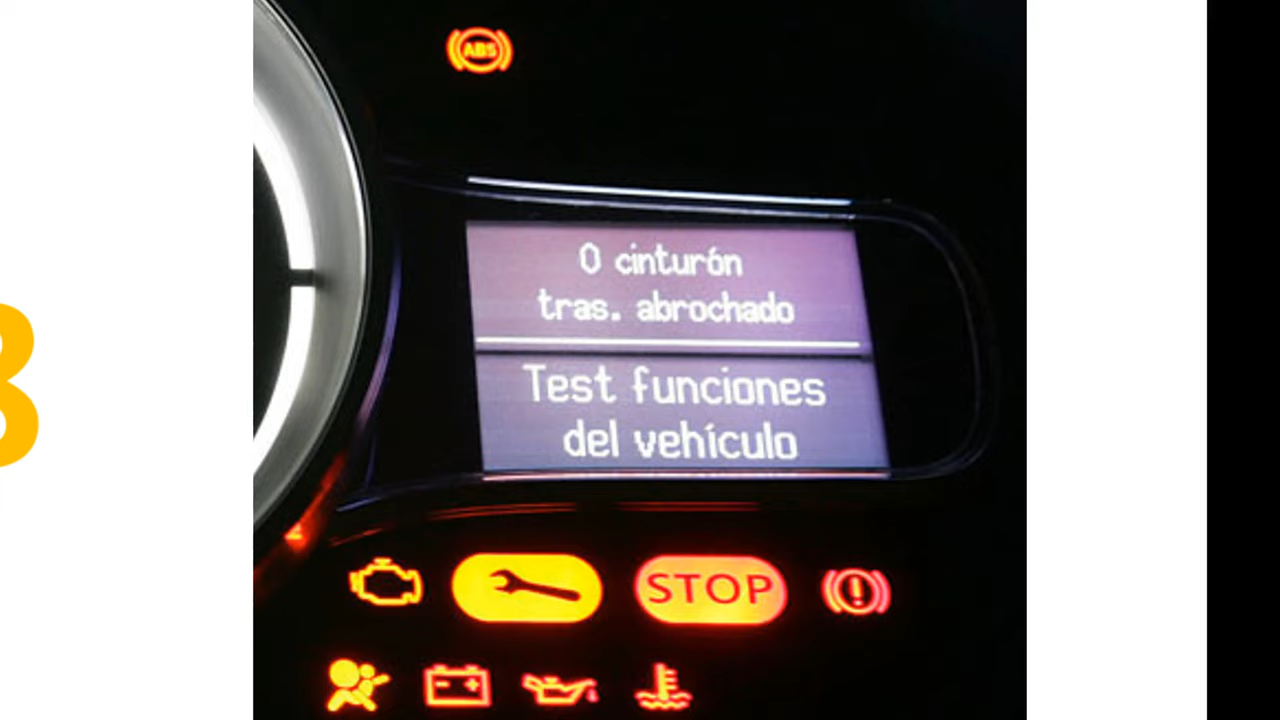 ABS
0 cinturón
tras. abrochado
Test funciones
del vehículo
STOP